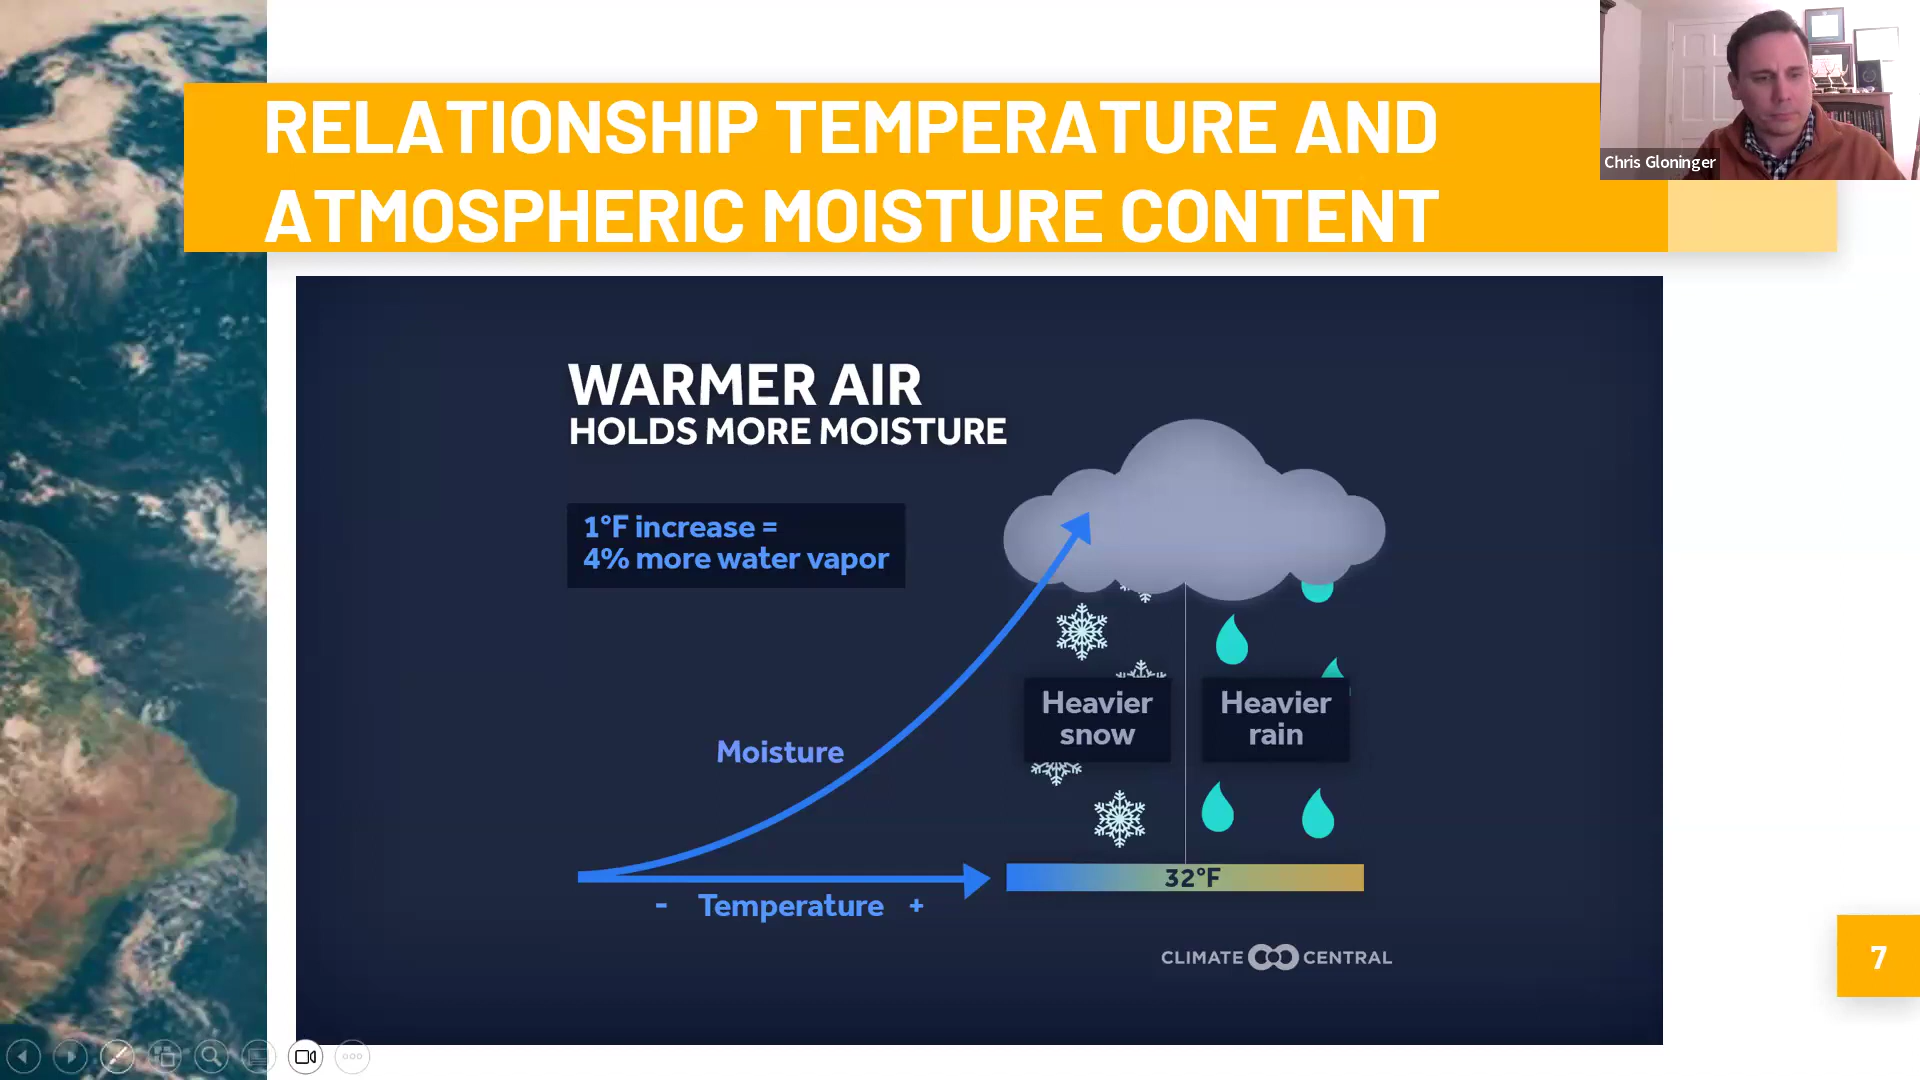 RELATIONSHIP TEMPERATURE AND
ATMOSPHERIC MOISTURE CONTENT
Chris Gloninger
WARMER AIR
HOLDS MORE MOISTURE
1°F increase =
4% more water vapor
Heavier
snow
Heavier
rain
Moisture
32°F
- Temperature +
CLIMATE CENTRAL
7